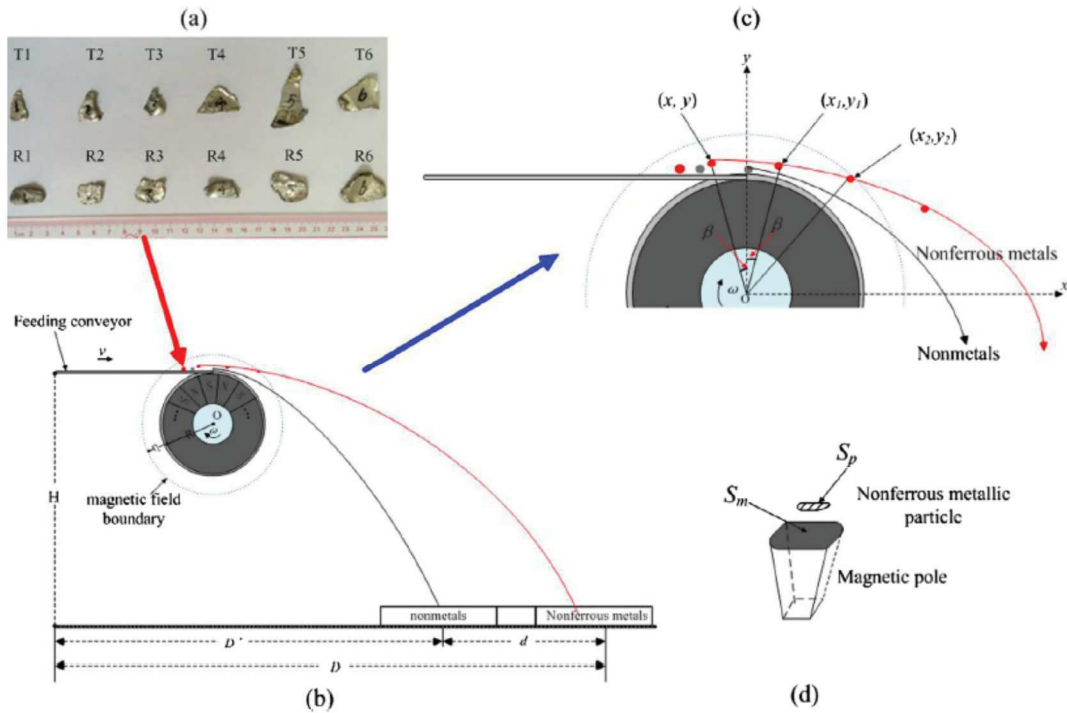 (a)
T1 T2 T3 T4 T5 T6
R1 R2 R3 R4 R5 R6
(c)
y
(x, y)
(x1,y1)
(x2,y2)
β β
ω
O
x
Nonferrous metals
Nonmetals
Feeding conveyor
v
O
ω
H
magnetic field
boundary
nonmetals
Nonferrous metals
D'
d
D
(b)
Sp
Sm
Nonferrous metallic
particle
Magnetic pole
(d)